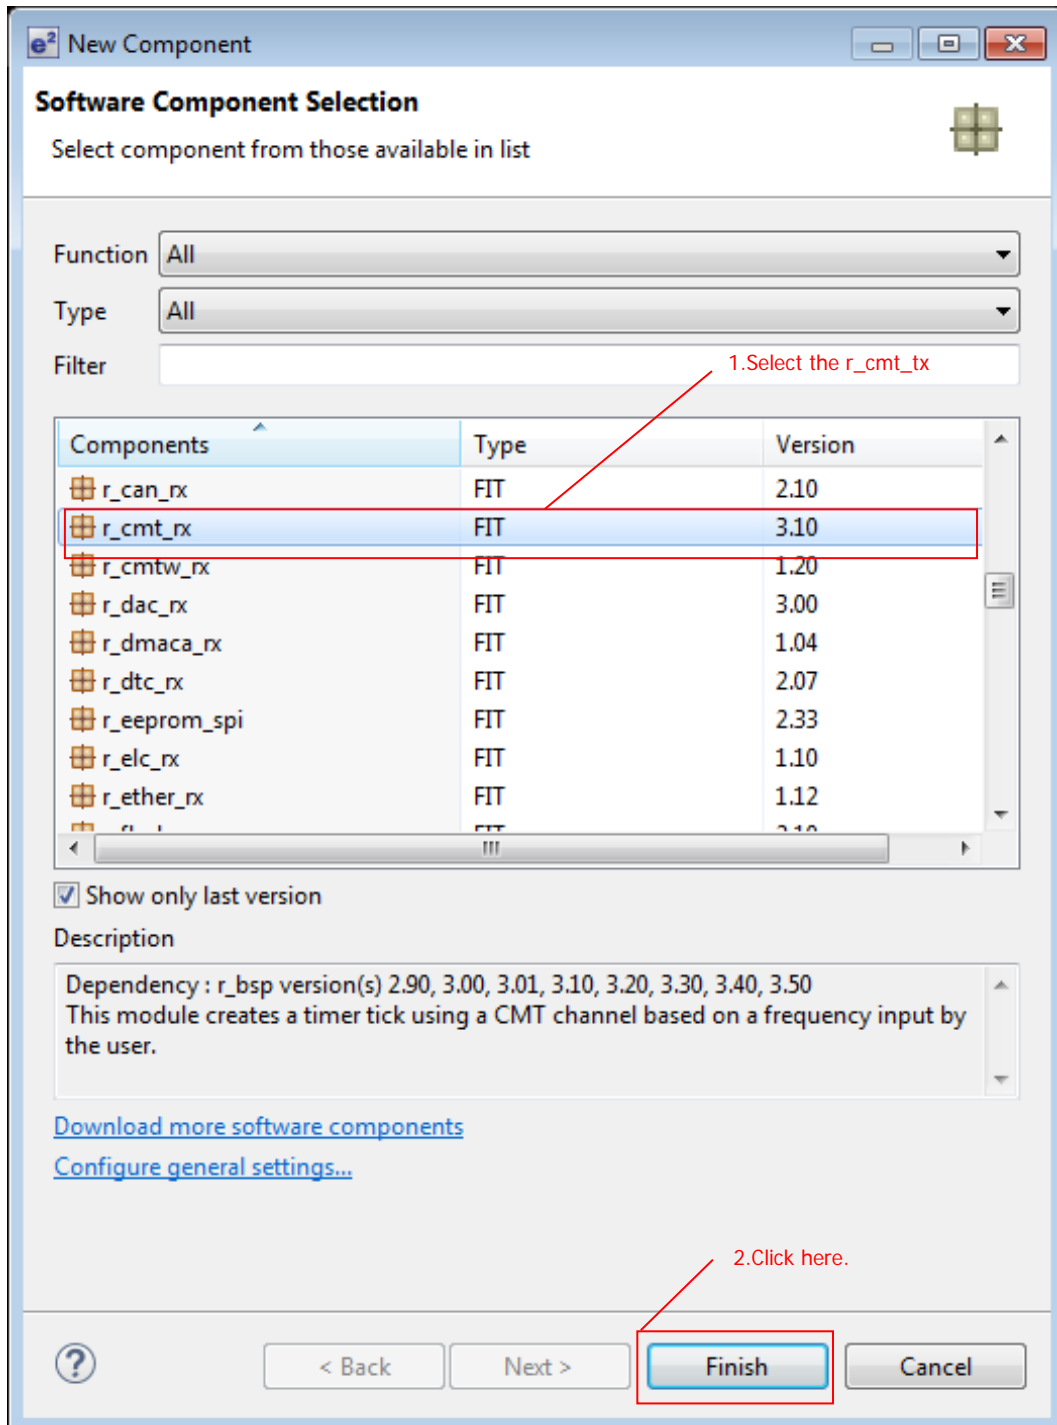 e² New Component
Software Component Selection
Select component from those available in list
Function All
Type All
Filter
1.Select the r_cmt_tx
Components Type Version
r_can_rx FIT 2.10
r_cmt_rx FIT 3.10
r_cmtw_rx FIT 1.20
r_dac_rx FIT 3.00
r_dmaca_rx FIT 1.04
r_dtc_rx FIT 2.07
r_eeprom_spi FIT 2.33
r_elc_rx FIT 1.10
r_ether_rx FIT 1.12
Show only last version
Description
Dependency : r_bsp version(s) 2.90, 3.00, 3.01, 3.10, 3.20, 3.30, 3.40, 3.50
This module creates a timer tick using a CMT channel based on a frequency input by
the user.
Download more software components
Configure general settings...
2.Click here.
? < Back Next > Finish Cancel